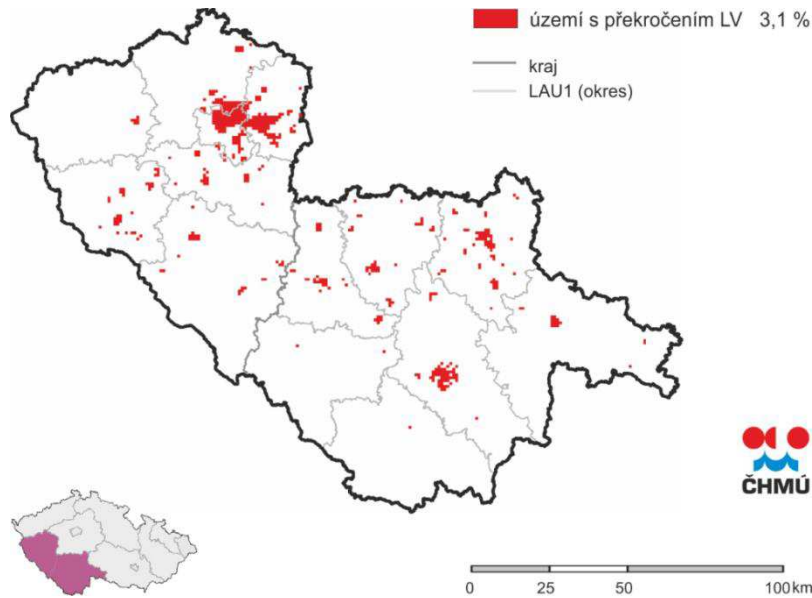 území s překročením LV 3,1 %
kraj
LAU1 (okres)
ČHMÚ
0 25 50 100 km